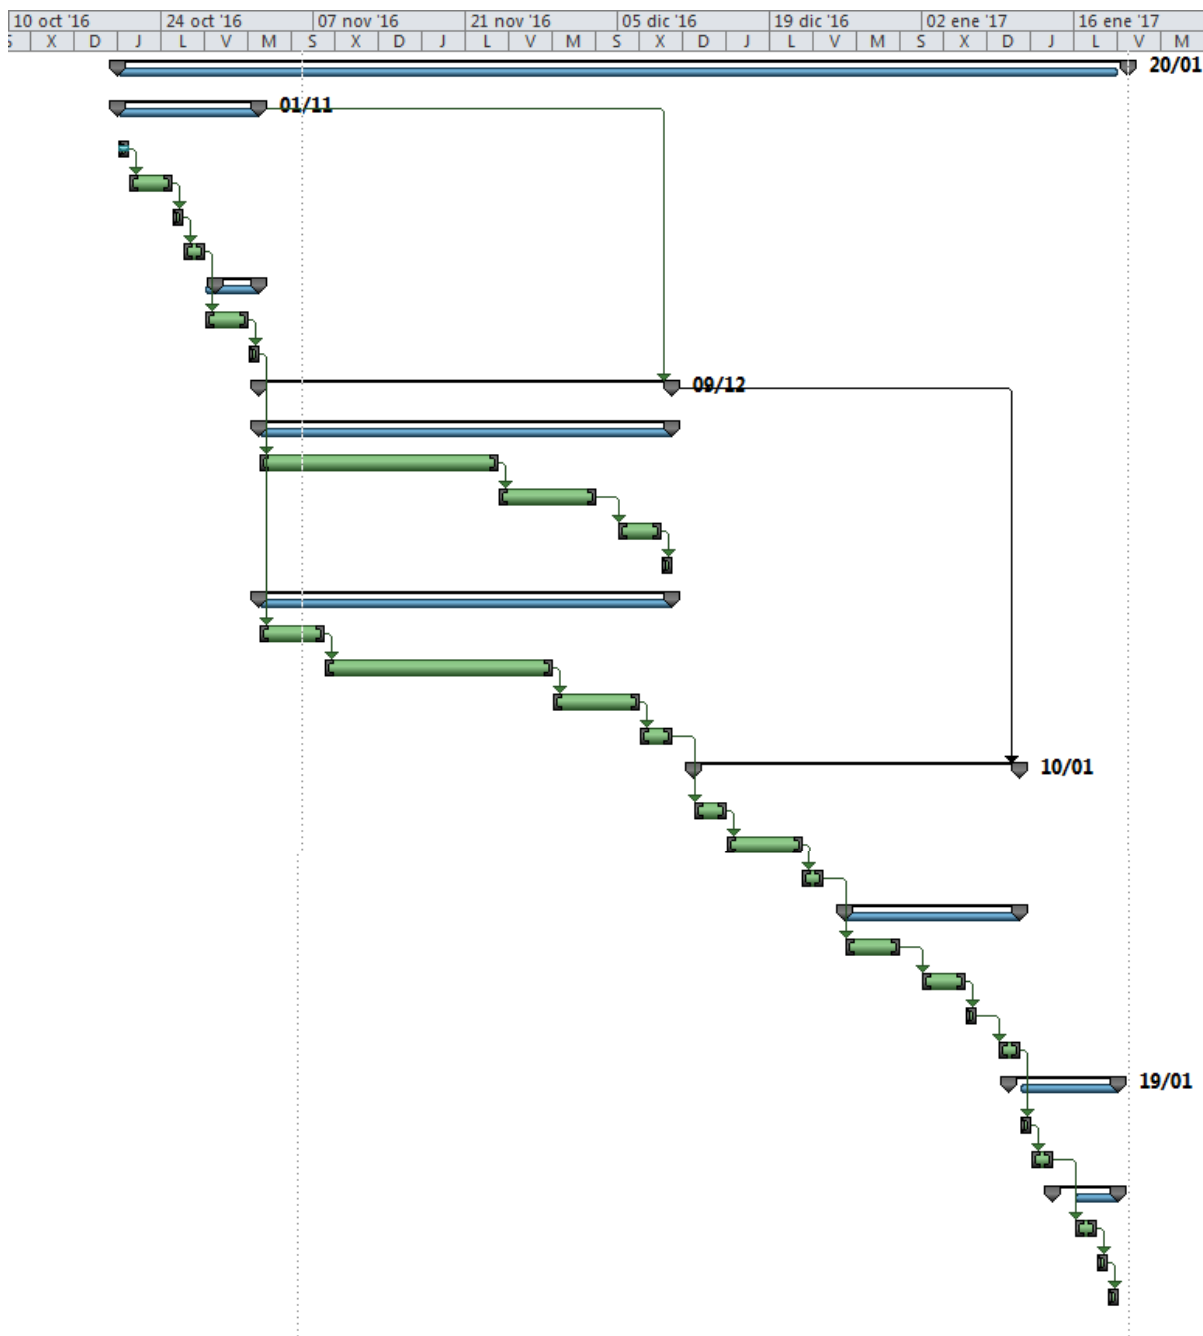 10 oct '16 24 oct '16 07 nov '16 21 nov '16 05 dic '16 19 dic '16 02 ene '17 16 ene '17
S X D J L V M S X D J L V M S X D J L V M S X D J L V M
20/01
01/11
09/12
10/01
19/01